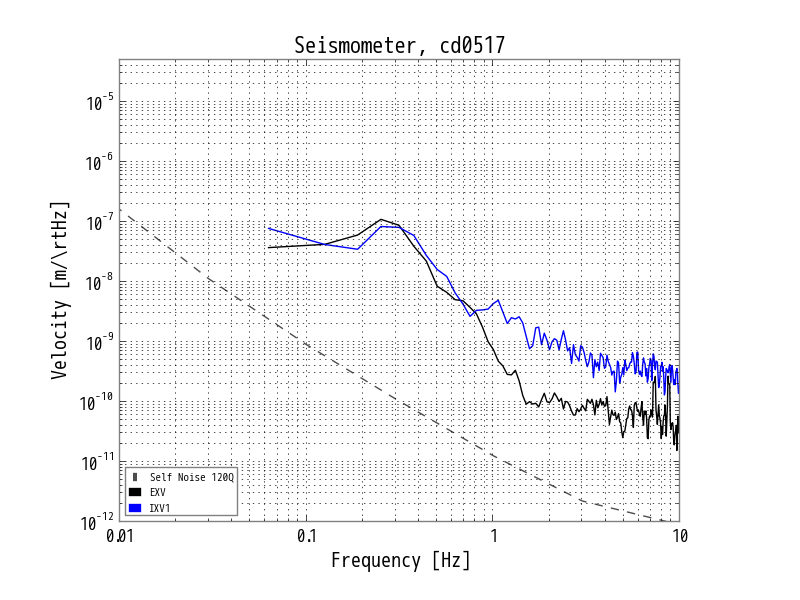 Seismometer, cd0517
Velocity [m/\rtHz]
10^-5
10^-6
10^-7
10^-8
10^-9
10^-10
10^-11
10^-12
Self Noise 120Q
EXV
IXV1
0.01 0.1 1 10
Frequency [Hz]